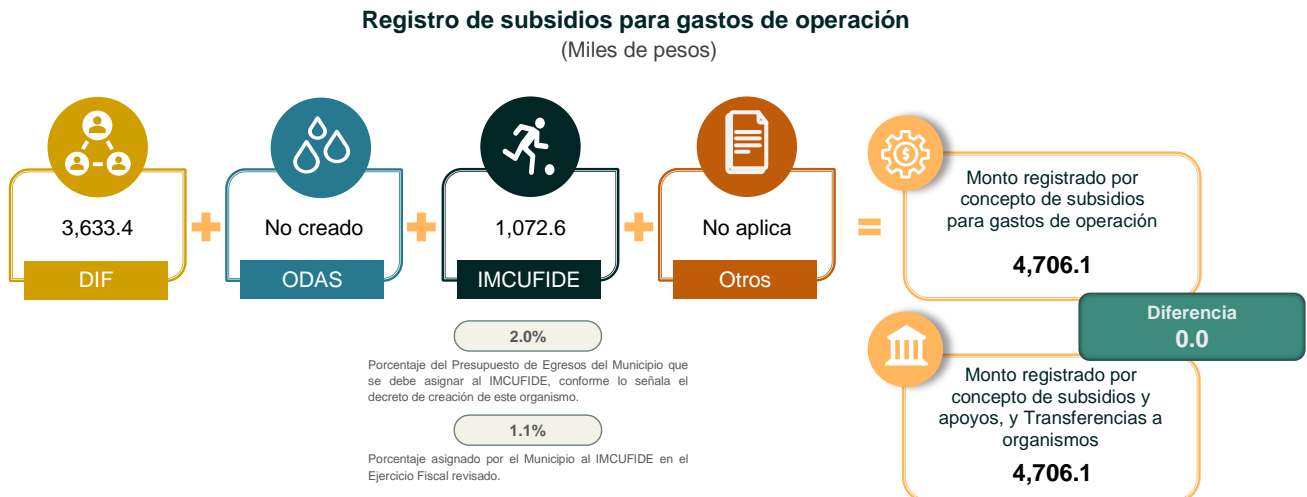 Registro de subsidios para gastos de operación
(Miles de pesos)
3,633.4
DIF
No creado
ODAS
1,072.6
IMCUFIDE
No aplica
Otros
2.0%
Porcentaje del Presupuesto de Egresos del Municipio que
se debe asignar al IMCUFIDE, conforme lo señala el
decreto de creación de este organismo.
1.1%
Porcentaje asignado por el Municipio al IMCUFIDE en el
Ejercicio Fiscal revisado.
Monto registrado por
concepto de subsidios
para gastos de operación
4,706.1
Diferencia
0.0
Monto registrado por
concepto de subsidios y
apoyos, y Transferencias a
organismos
4,706.1